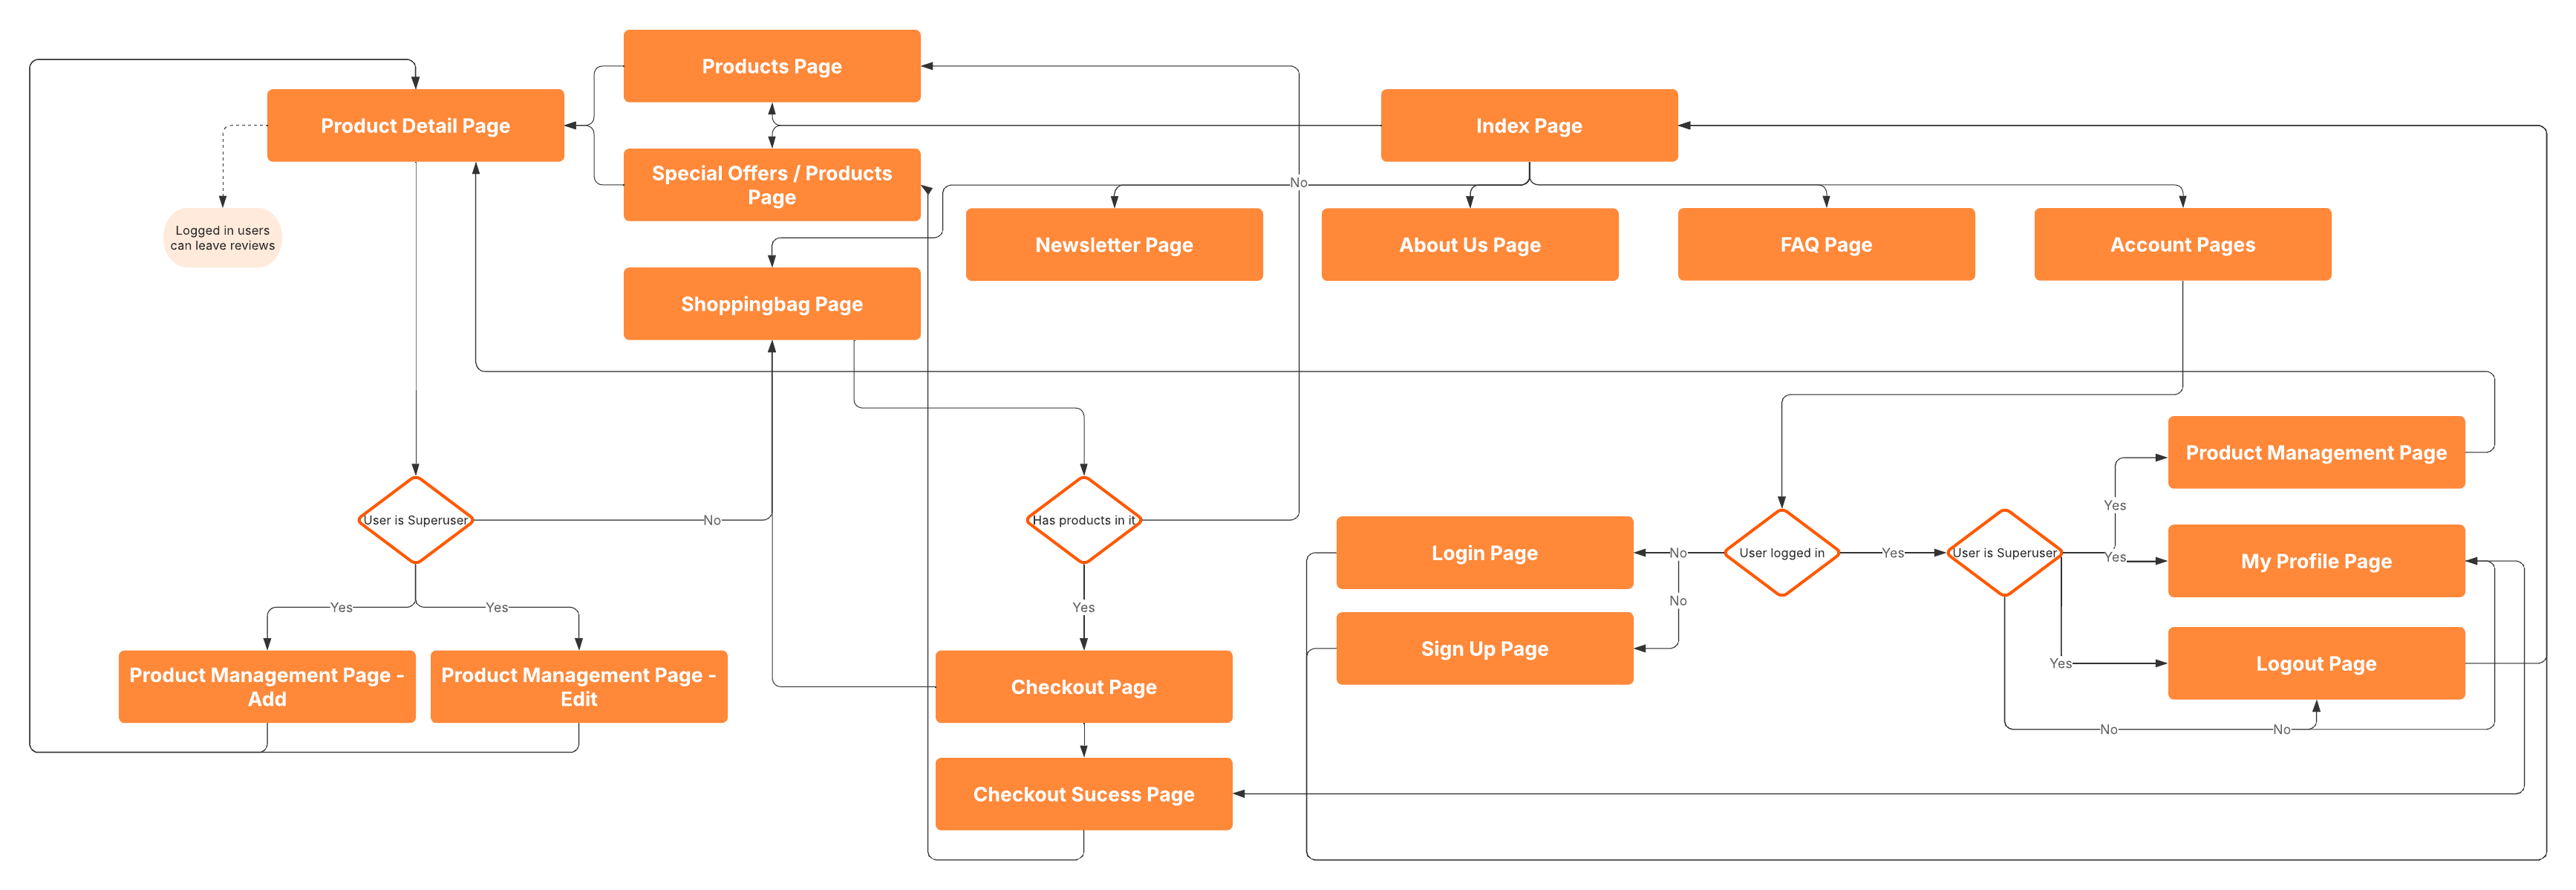 Products Page
Product Detail Page
Index Page
Special Offers / Products
Page
No
Logged in users
can leave reviews
Newsletter Page
About Us Page
FAQ Page
Account Pages
Shoppingbag Page
Product Management Page
User is Superuser
No
Has products in it
Yes
Login Page
No
User logged in
Yes
User is Superuser
Yes
My Profile Page
No
Yes
Yes
Yes
Sign Up Page
Yes
Logout Page
Product Management Page -
Add
Product Management Page -
Edit
Checkout Page
No
No
Checkout Sucess Page